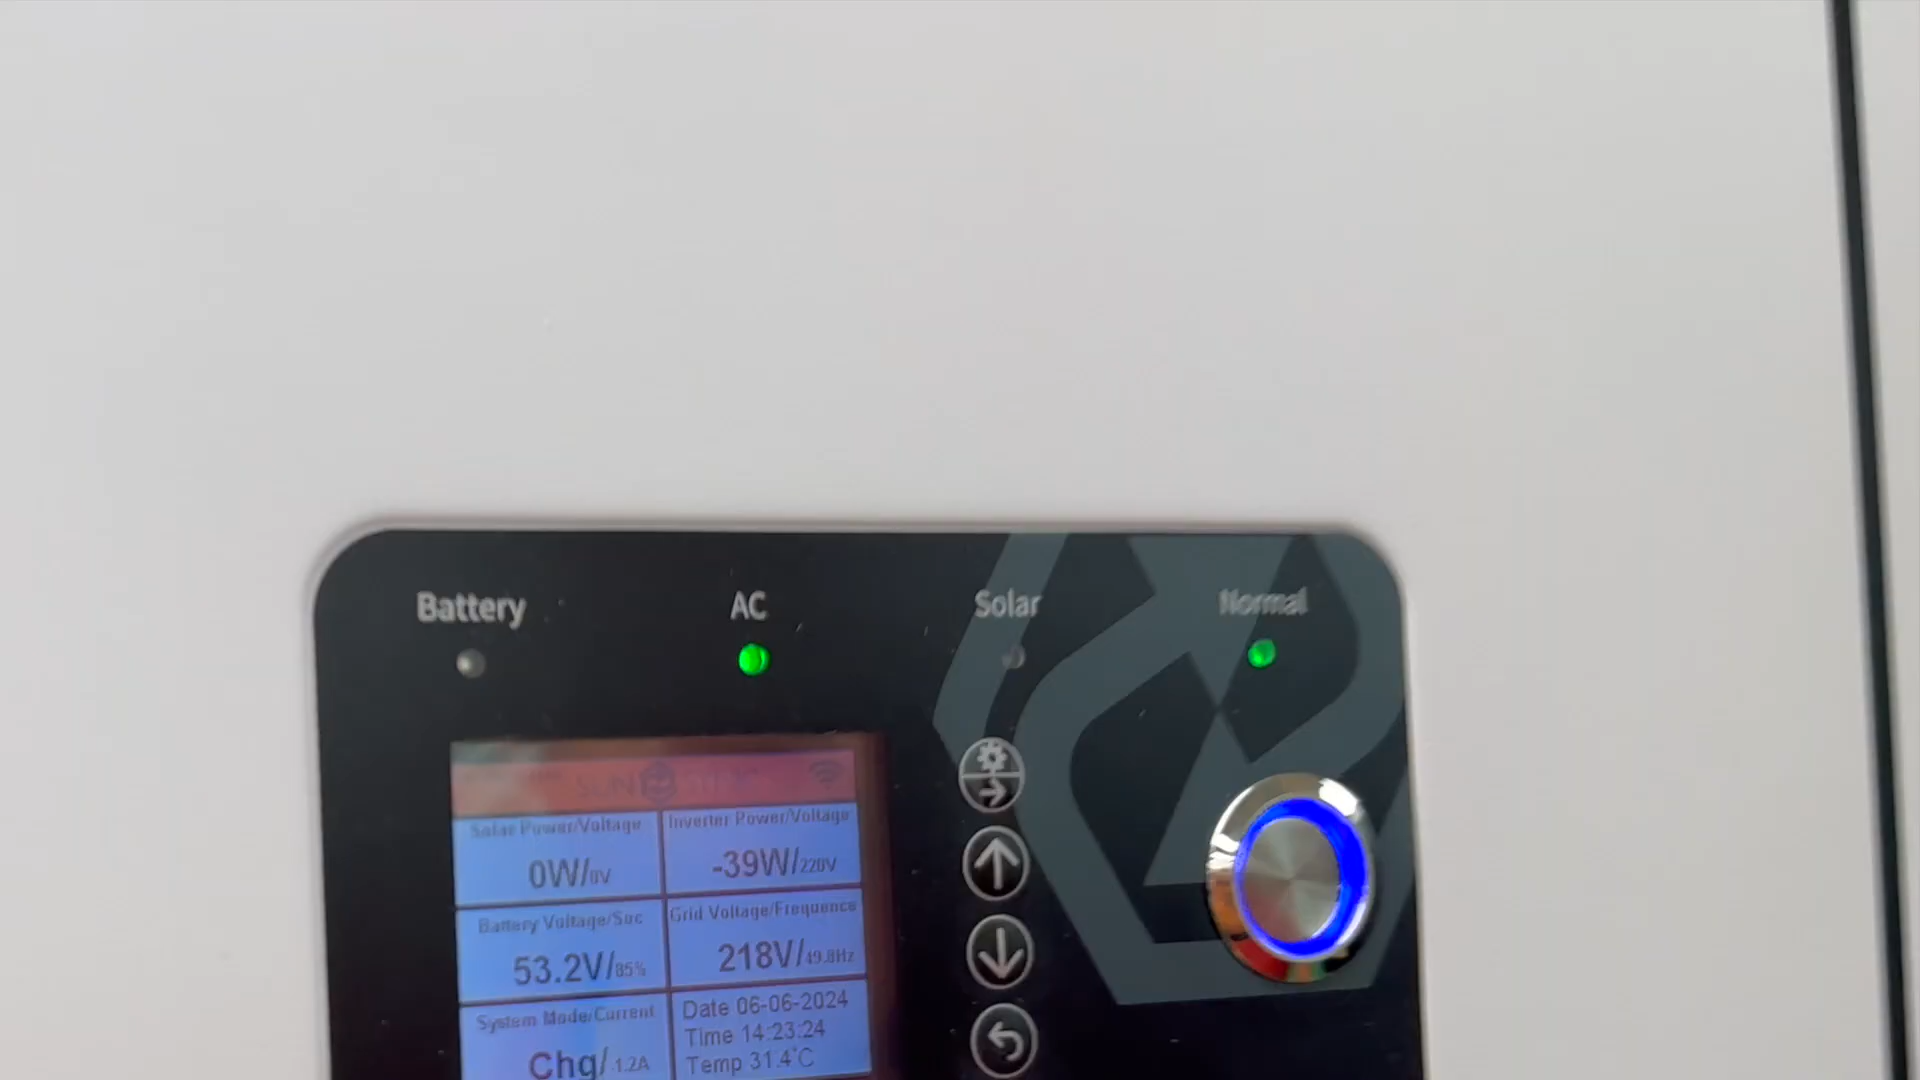 Battery AC Solar Normal
Solar Power/Voltage Inverter Power/Voltage
0W/0V -39W/220V
Battery Voltage/Soc Grid Voltage/Frequence
53.2V/85% 218V/49.8Hz
System Mode/Current Date 06-06-2024
Time 14:23:24
Chg/-1.2A Temp 31.4°C